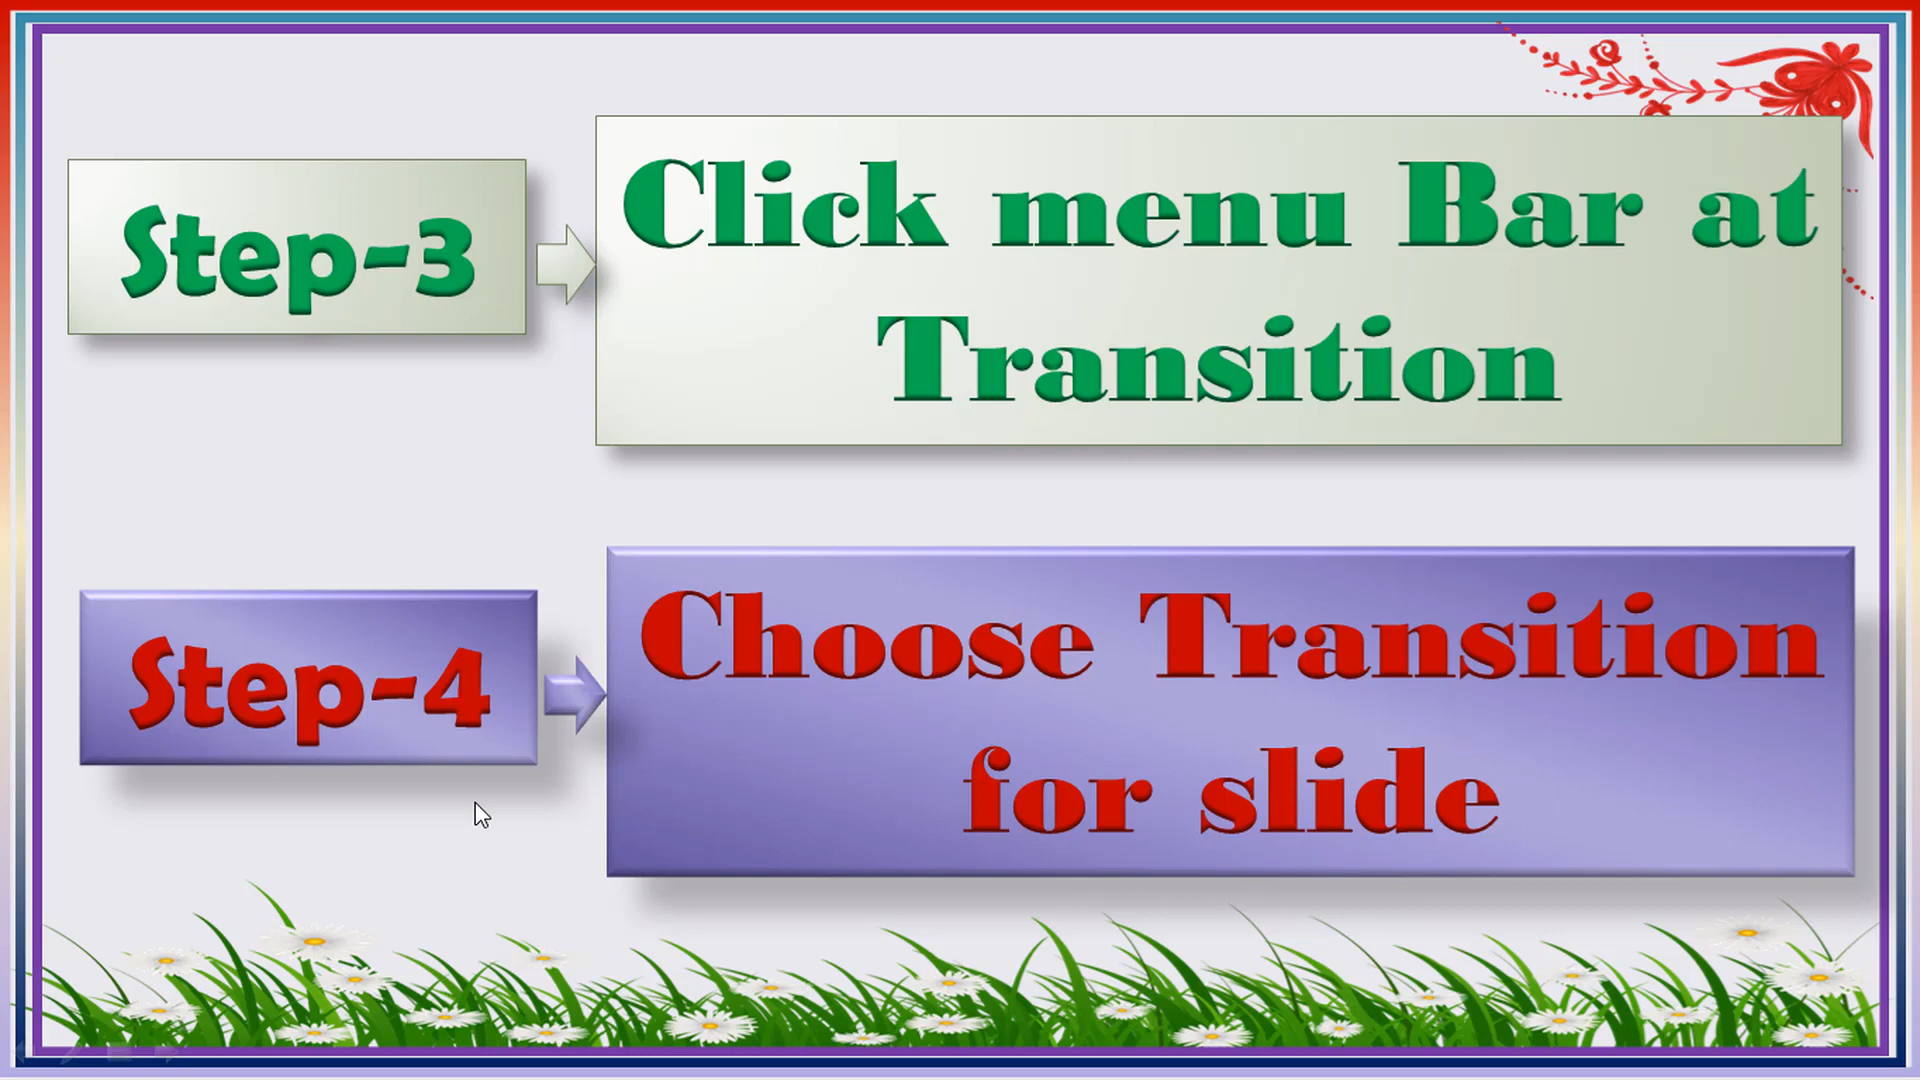 Step-3
Click menu Bar at
Transition
Step-4
Choose Transition
for slide